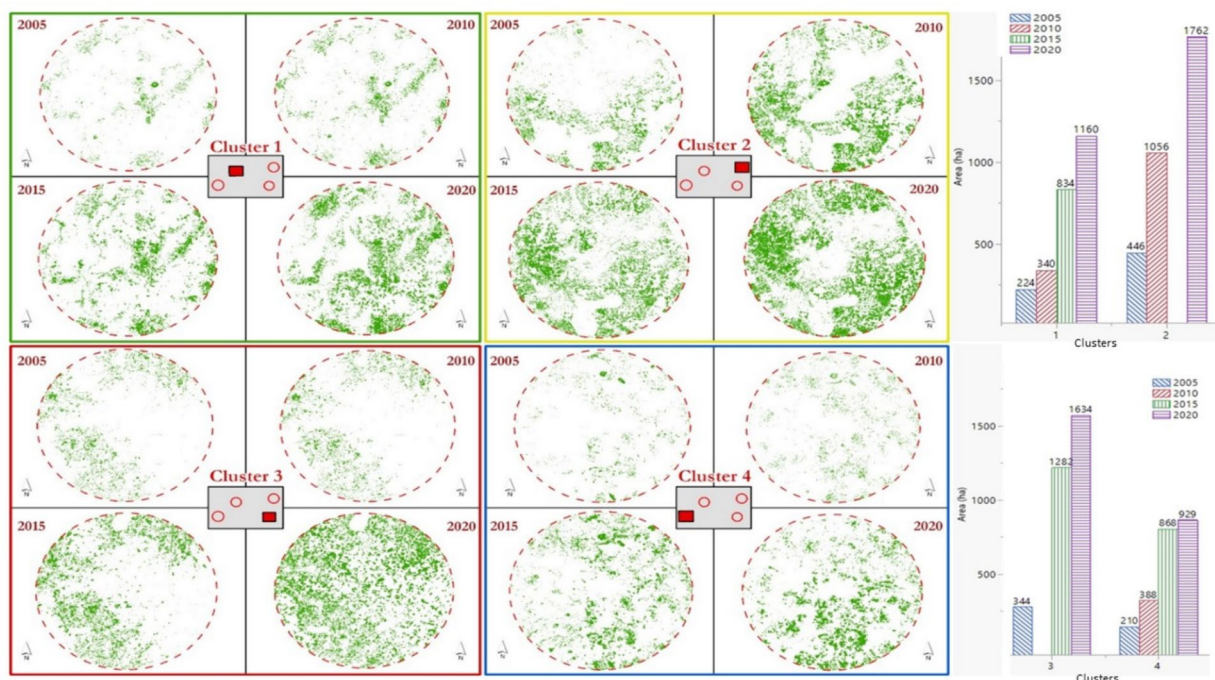 2005
2010
Cluster 1
2015
2020
N
N
N
N
2005
2010
Cluster 2
2015
2020
N
N
N
N
2005
2010
2015
2020
1762
1500
1160
1056
1000
834
Area (ha)
500
446
340
224
1
2
Clusters
2005
2010
Cluster 3
2015
2020
N
N
N
N
2005
2010
Cluster 4
2015
2020
N
N
N
N
2005
2010
2015
2020
1634
1500
1282
1000
929
868
Area (ha)
500
388
344
210
3
4
Clusters